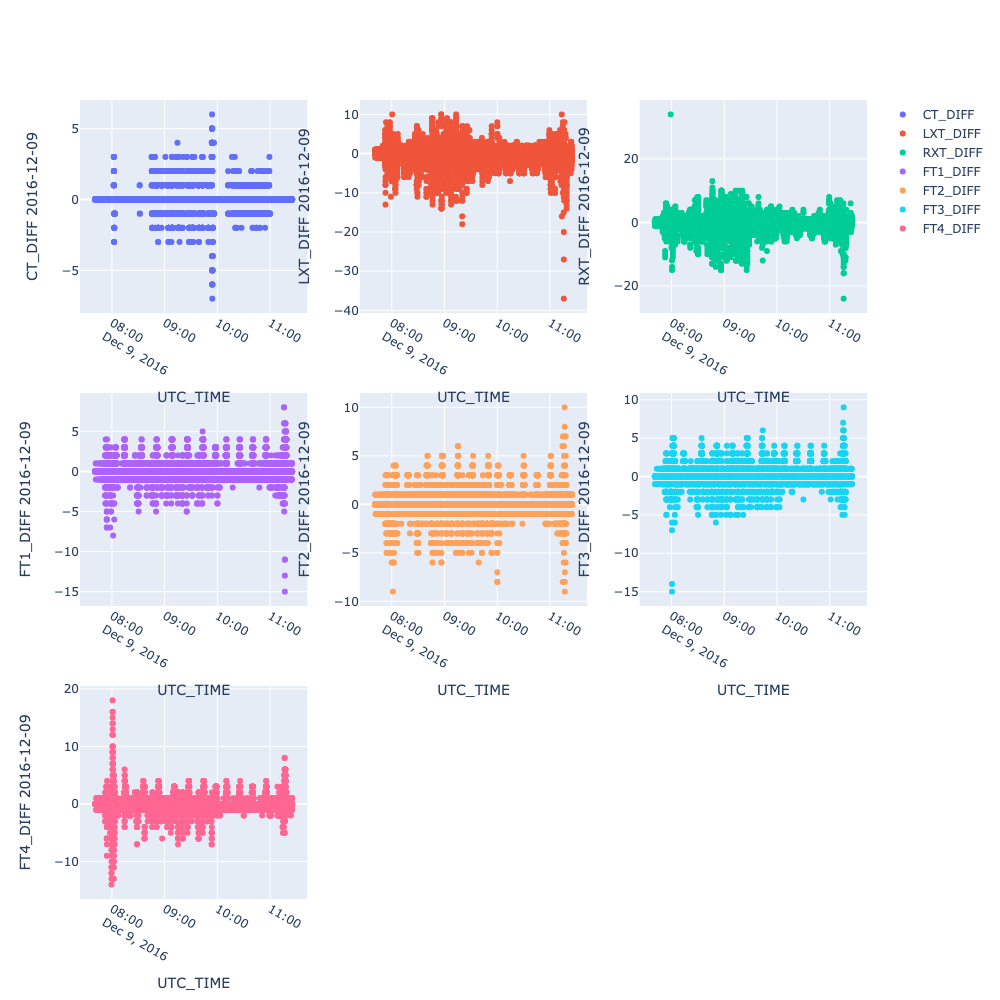 CT_DIFF 2016-12-09
5
0
−5
08:00
Dec 9, 2016
09:00
10:00
11:00
UTC_TIME
LXT_DIFF 2016-12-09
10
0
−10
−20
−30
−40
08:00
Dec 9, 2016
09:00
10:00
11:00
UTC_TIME
RXT_DIFF 2016-12-09
20
0
−20
08:00
Dec 9, 2016
09:00
10:00
11:00
UTC_TIME
CT_DIFF
LXT_DIFF
RXT_DIFF
FT1_DIFF
FT2_DIFF
FT3_DIFF
FT4_DIFF
FT1_DIFF 2016-12-09
5
0
−5
−10
−15
08:00
Dec 9, 2016
09:00
10:00
11:00
UTC_TIME
FT2_DIFF 2016-12-09
10
5
0
−5
−10
08:00
Dec 9, 2016
09:00
10:00
11:00
UTC_TIME
FT3_DIFF 2016-12-09
10
5
0
−5
−10
−15
08:00
Dec 9, 2016
09:00
10:00
11:00
UTC_TIME
FT4_DIFF 2016-12-09
20
10
0
−10
08:00
Dec 9, 2016
09:00
10:00
11:00
UTC_TIME